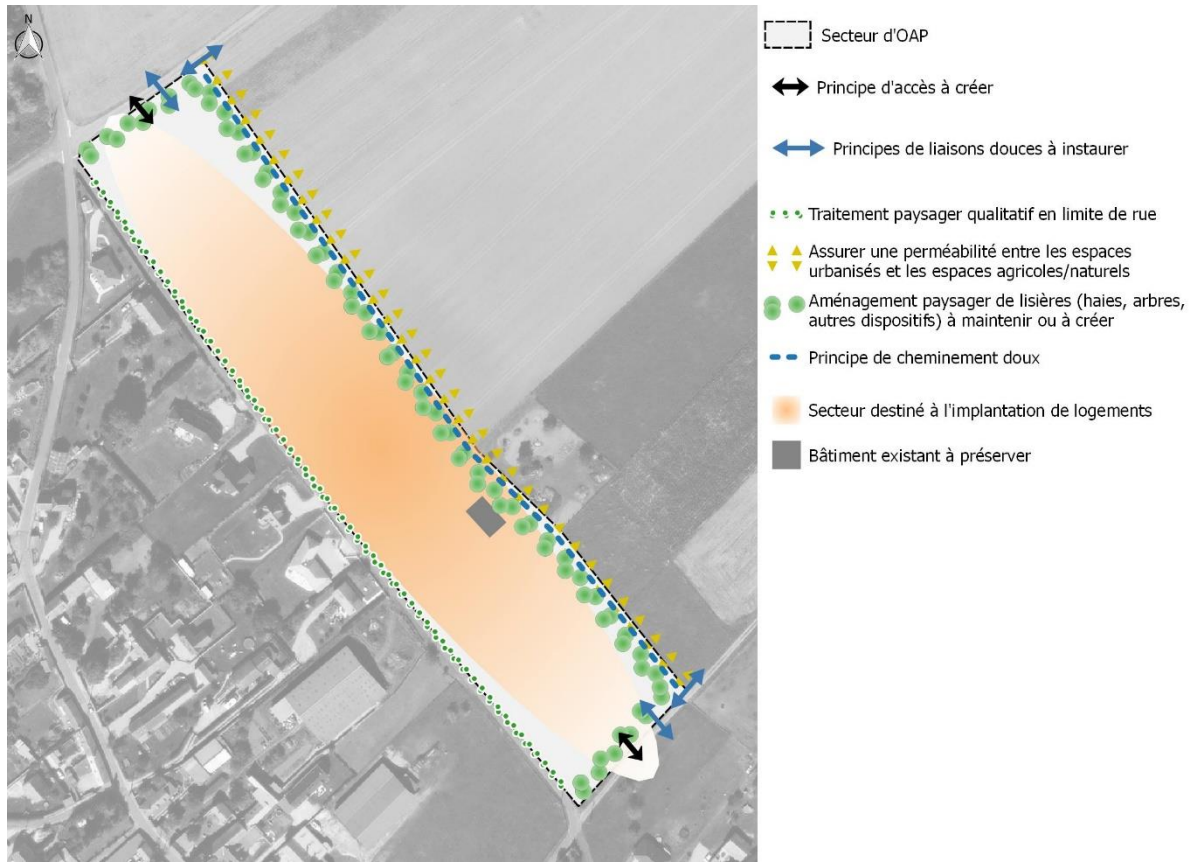 N
Secteur d'OAP
Principe d'accès à créer
Principes de liaisons douces à instaurer
Traitement paysager qualitatif en limite de rue
Assurer une perméabilité entre les espaces
urbanisés et les espaces agricoles/naturels
Aménagement paysager de lisières (haies, arbres,
autres dispositifs) à maintenir ou à créer
Principe de cheminement doux
Secteur destiné à l'implantation de logements
Bâtiment existant à préserver